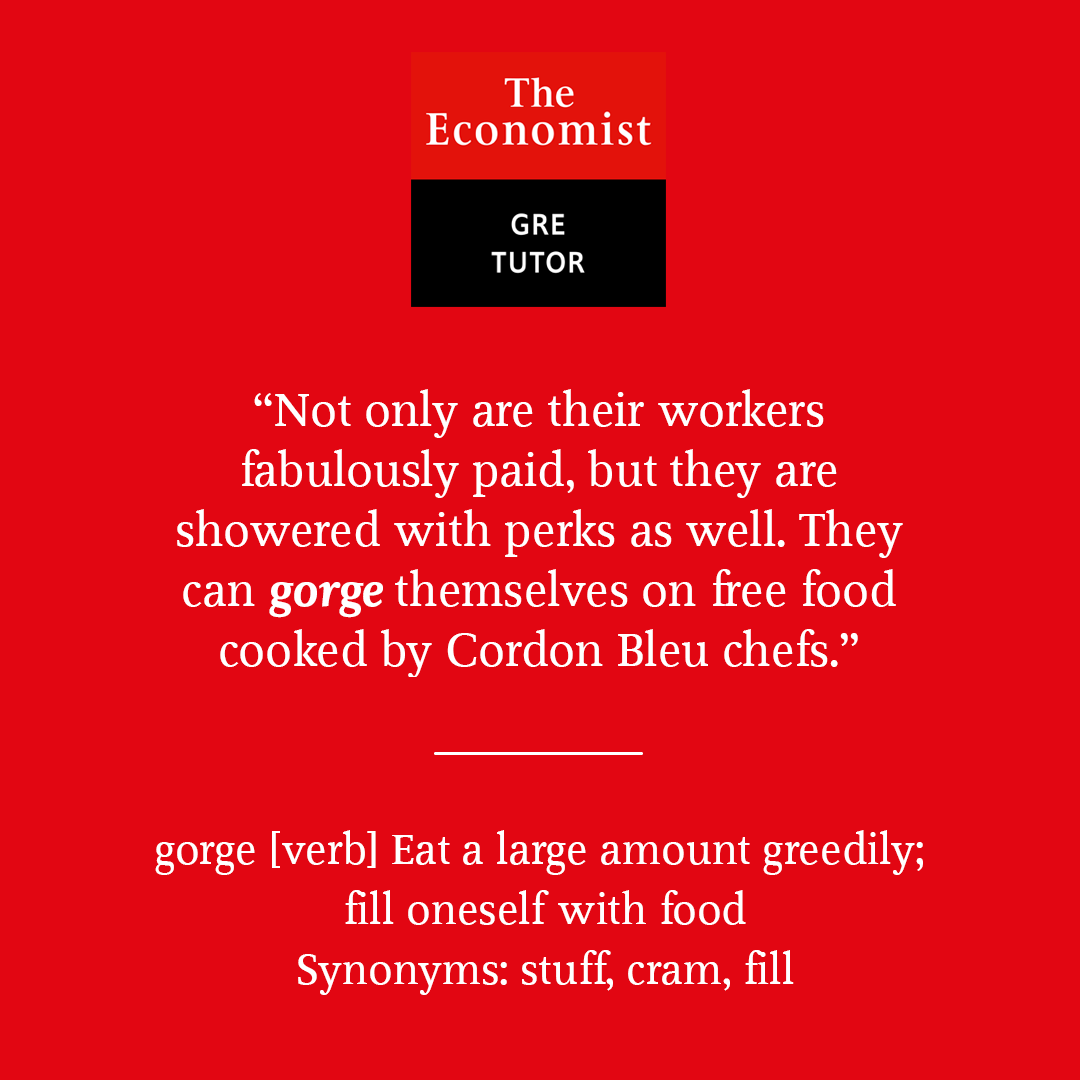 The
Economist
GRE
TUTOR
“Not only are their workers
fabulously paid, but they are
showered with perks as well. They
can gorge themselves on free food
cooked by Cordon Bleu chefs.”
gorge [verb] Eat a large amount greedily;
fill oneself with food
Synonyms: stuff, cram, fill